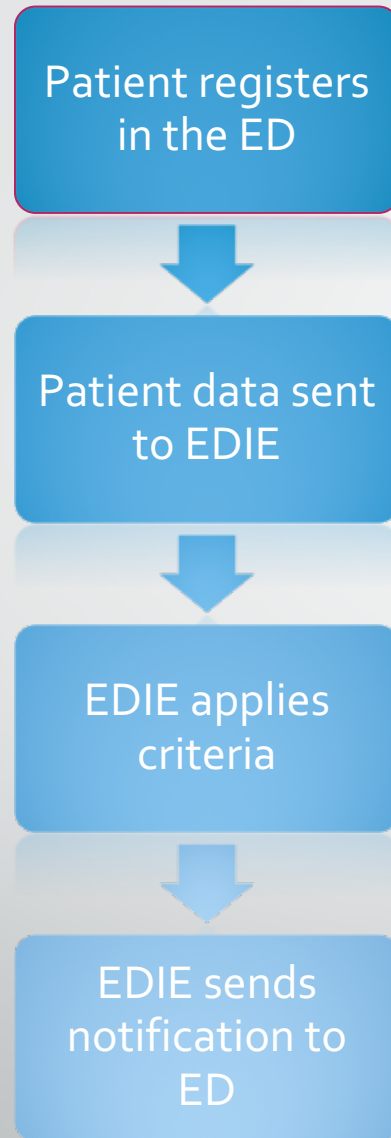 Patient registers
in the ED
Patient data sent
to EDIE
EDIE applies
criteria
EDIE sends
notification to
ED